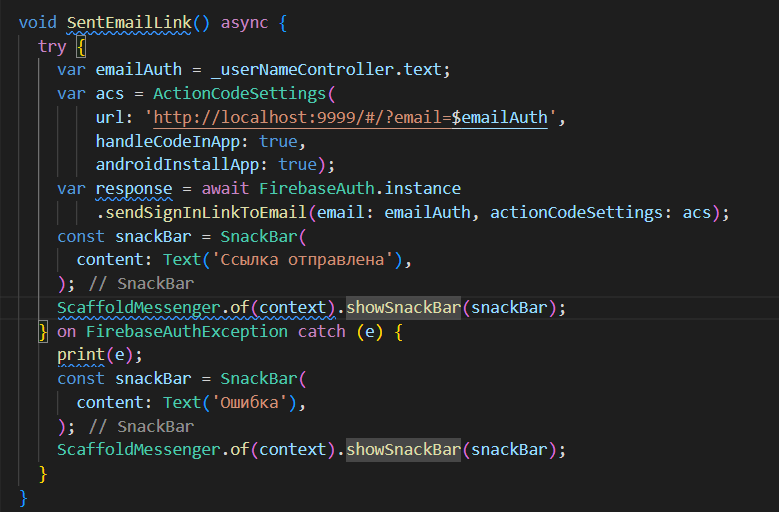 void SentEmailLink() async {
try {
var emailAuth = _userNameController.text;
var acs = ActionCodeSettings(
url: 'http://localhost:9999/#/?email=$emailAuth',
handleCodeInApp: true,
androidInstallApp: true);
var response = await FirebaseAuth.instance
.sendSignInLinkToEmail(email: emailAuth, actionCodeSettings: acs);
const snackBar = SnackBar(
content: Text('Ссылка отправлена'),
); // SnackBar
ScaffoldMessenger.of(context).showSnackBar(snackBar);
} on FirebaseAuthException catch (e) {
print(e);
const snackBar = SnackBar(
content: Text('Ошибка'),
); // SnackBar
ScaffoldMessenger.of(context).showSnackBar(snackBar);
}
}